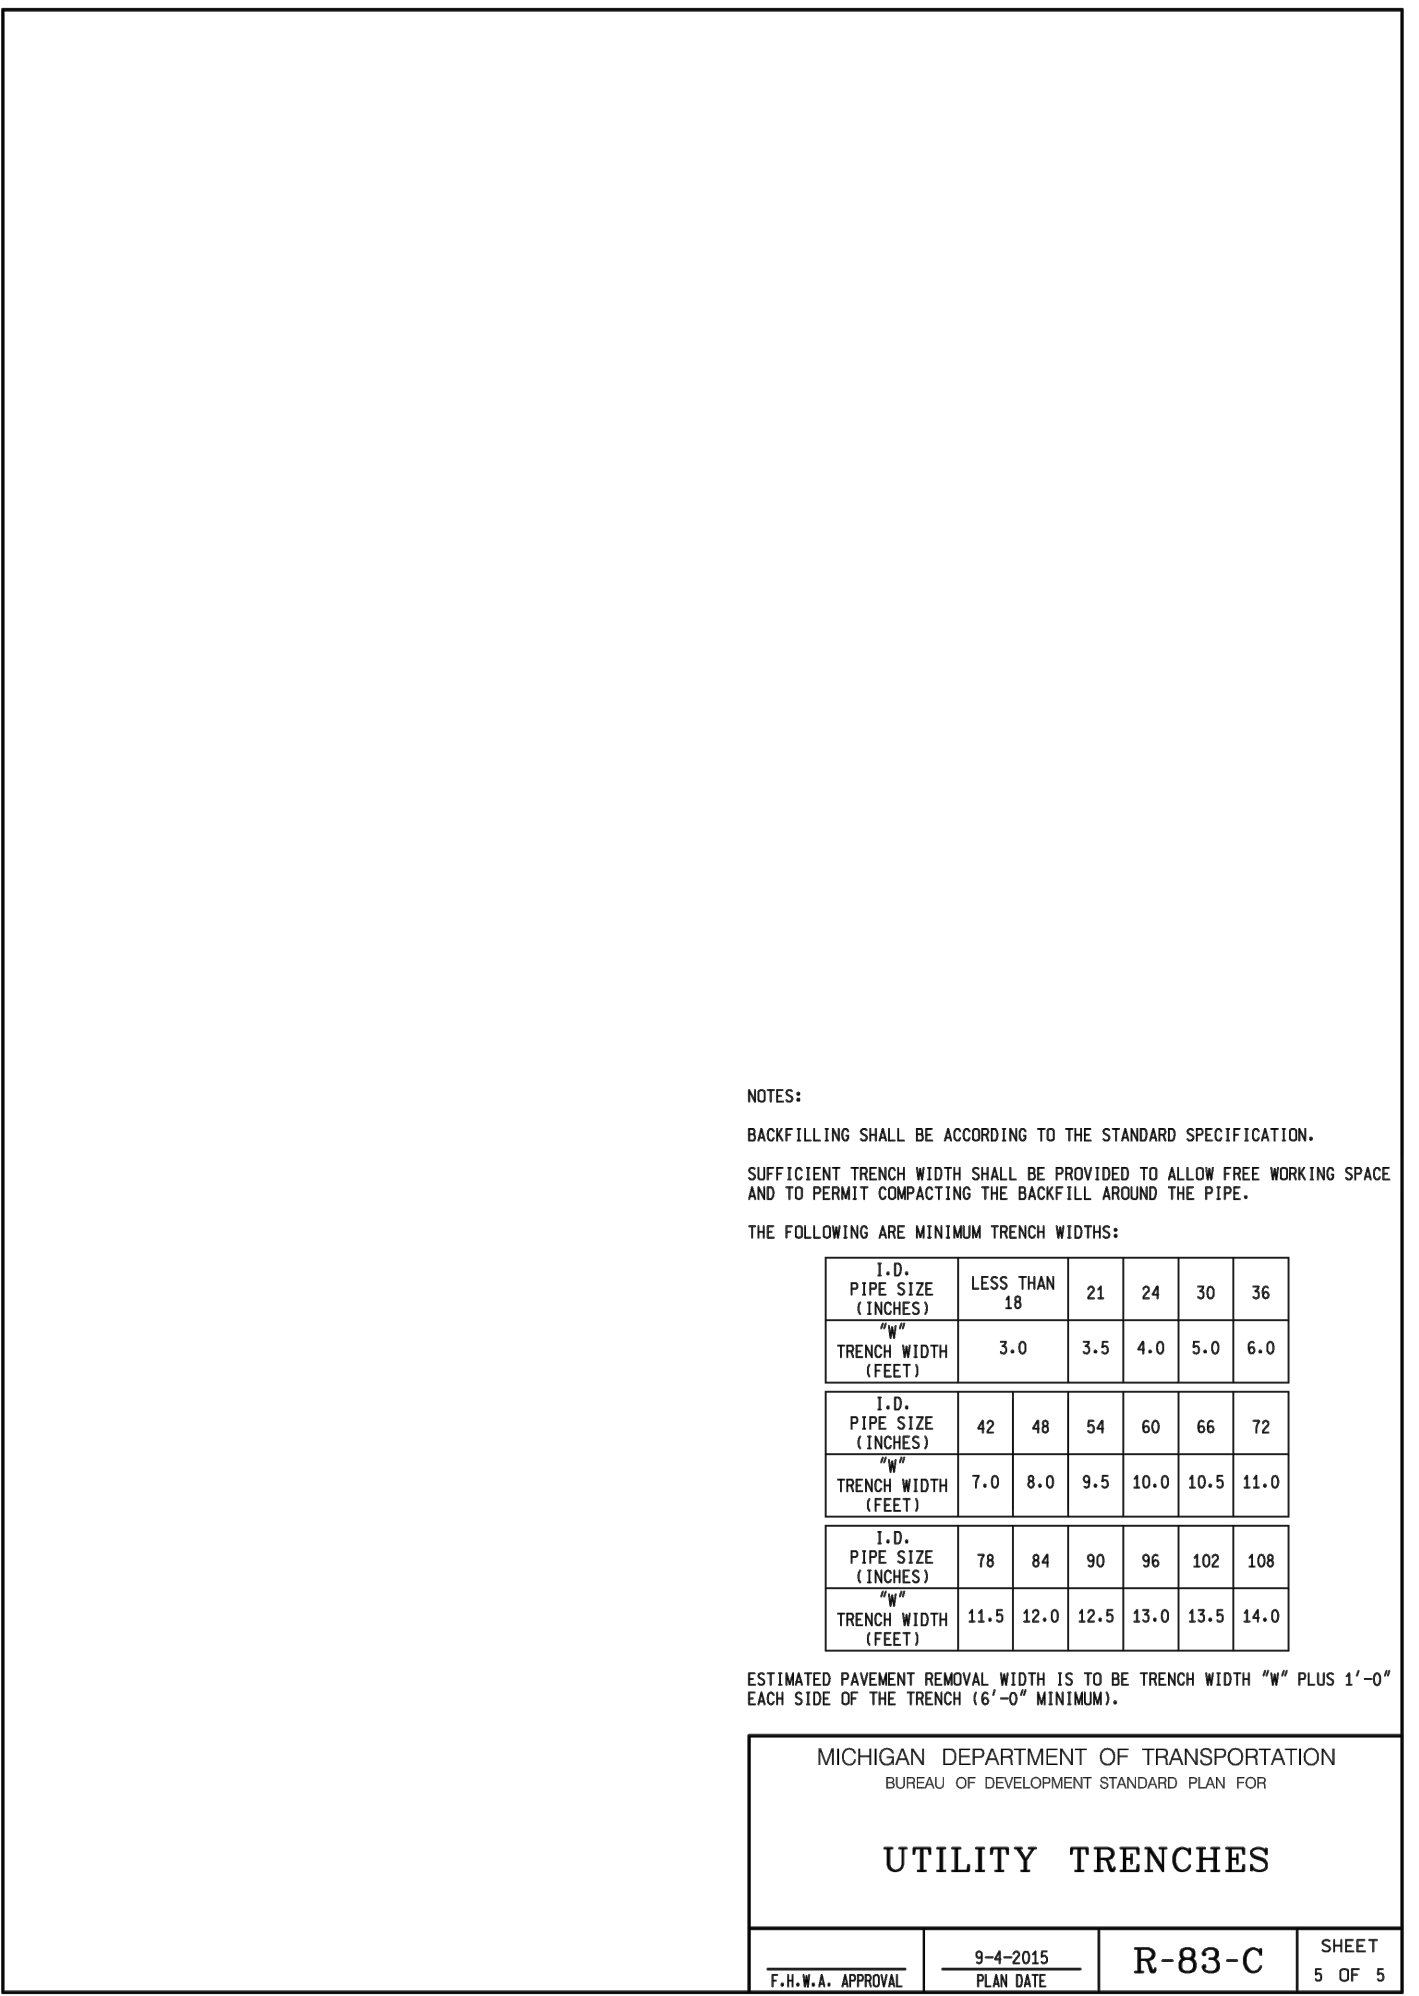 NOTES:
BACKFILLING SHALL BE ACCORDING TO THE STANDARD SPECIFICATION.
SUFFICIENT TRENCH WIDTH SHALL BE PROVIDED TO ALLOW FREE WORKING SPACE
AND TO PERMIT COMPACTING THE BACKFILL AROUND THE PIPE.
THE FOLLOWING ARE MINIMUM TRENCH WIDTHS:
I.D.
PIPE SIZE
(INCHES)
LESS THAN
18
21 24 30 36
"W"
TRENCH WIDTH
(FEET)
3.0 3.5 4.0 5.0 6.0
I.D.
PIPE SIZE
(INCHES)
42 48 54 60 66 72
"W"
TRENCH WIDTH
(FEET)
7.0 8.0 9.5 10.0 10.5 11.0
I.D.
PIPE SIZE
(INCHES)
78 84 90 96 102 108
"W"
TRENCH WIDTH
(FEET)
11.5 12.0 12.5 13.0 13.5 14.0
ESTIMATED PAVEMENT REMOVAL WIDTH IS TO BE TRENCH WIDTH "W" PLUS 1'-0"
EACH SIDE OF THE TRENCH (6'-0" MINIMUM).
MICHIGAN DEPARTMENT OF TRANSPORTATION
BUREAU OF DEVELOPMENT STANDARD PLAN FOR
UTILITY TRENCHES
F.H.W.A. APPROVAL
9-4-2015
PLAN DATE
R-83-C
SHEET
5 OF 5